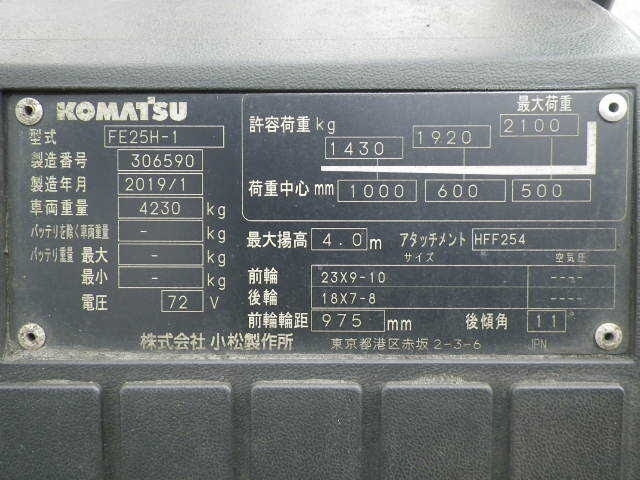 KOMATSU
型式 FE25H-1
製造番号 306590
製造年月 2019/1
車両重量 4230 kg
バッテリを除く車両重量 - kg
バッテリ重量 最大 - kg
最小 - kg
電圧 72 V
最大荷重
許容荷重 kg 1430 1920 2100
荷重中心 mm 1000 600 500
最大揚高 4.0 m アタッチメント HFF254
サイズ 空気圧
前輪 23X9-10 ----
後輪 18X7-8 ----
前輪輪距 975 mm 後傾角 11°
株式会社 小松製作所 東京都港区赤坂 2-3-6 JPN